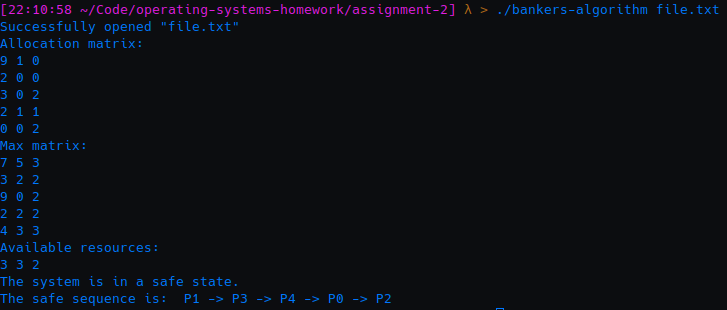 [22:10:58 ~/Code/operating-systems-homework/assignment-2] λ > ./bankers-algorithm file.txt
Successfully opened "file.txt"
Allocation matrix:
9 1 0
2 0 0
3 0 2
2 1 1
0 0 2
Max matrix:
7 5 3
3 2 2
9 0 2
2 2 2
4 3 3
Available resources:
3 3 2
The system is in a safe state.
The safe sequence is:  P1 -> P3 -> P4 -> P0 -> P2